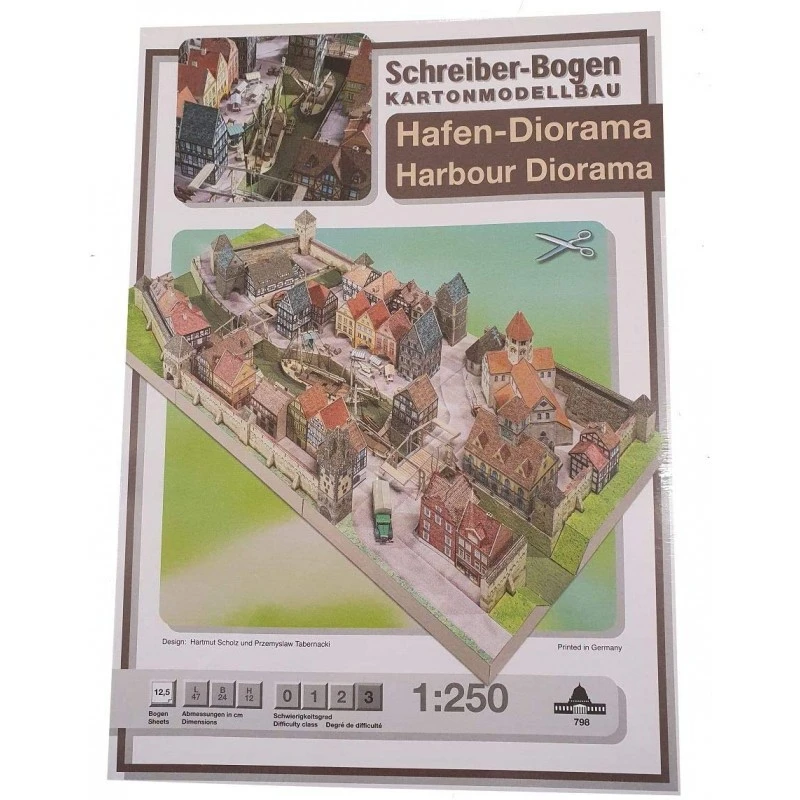 Schreiber-Bogen
KARTONMODELLBAU
Hafen-Diorama
Harbour Diorama
Design: Hartmut Scholz und Przemyslaw Tabernacki
Printed in Germany
12,5
L
47
B
24
H
12
0 1 2 3
1:250
798
Bogen
Sheets
Abmassungen in cm
Dimensions
Schwierigkeitsgrad
Difficulty class Degré de difficulté